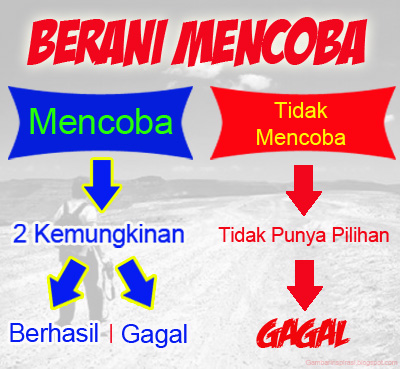 BERANI MENCOBA
Mencoba
Tidak
Mencoba
2 Kemungkinan
Tidak Punya Pilihan
Berhasil | Gagal
GAGAL